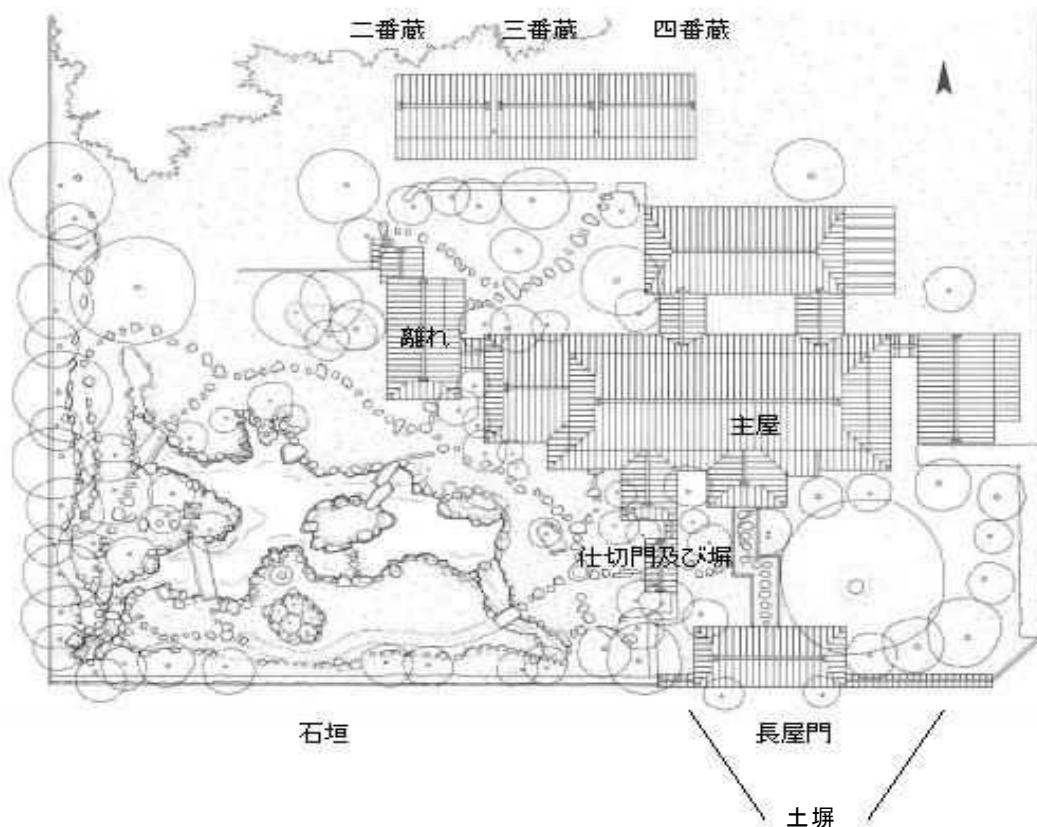 二番蔵 三番蔵 四番蔵
離れ
主屋
仕切門及び塀
石垣 長屋門
土塀